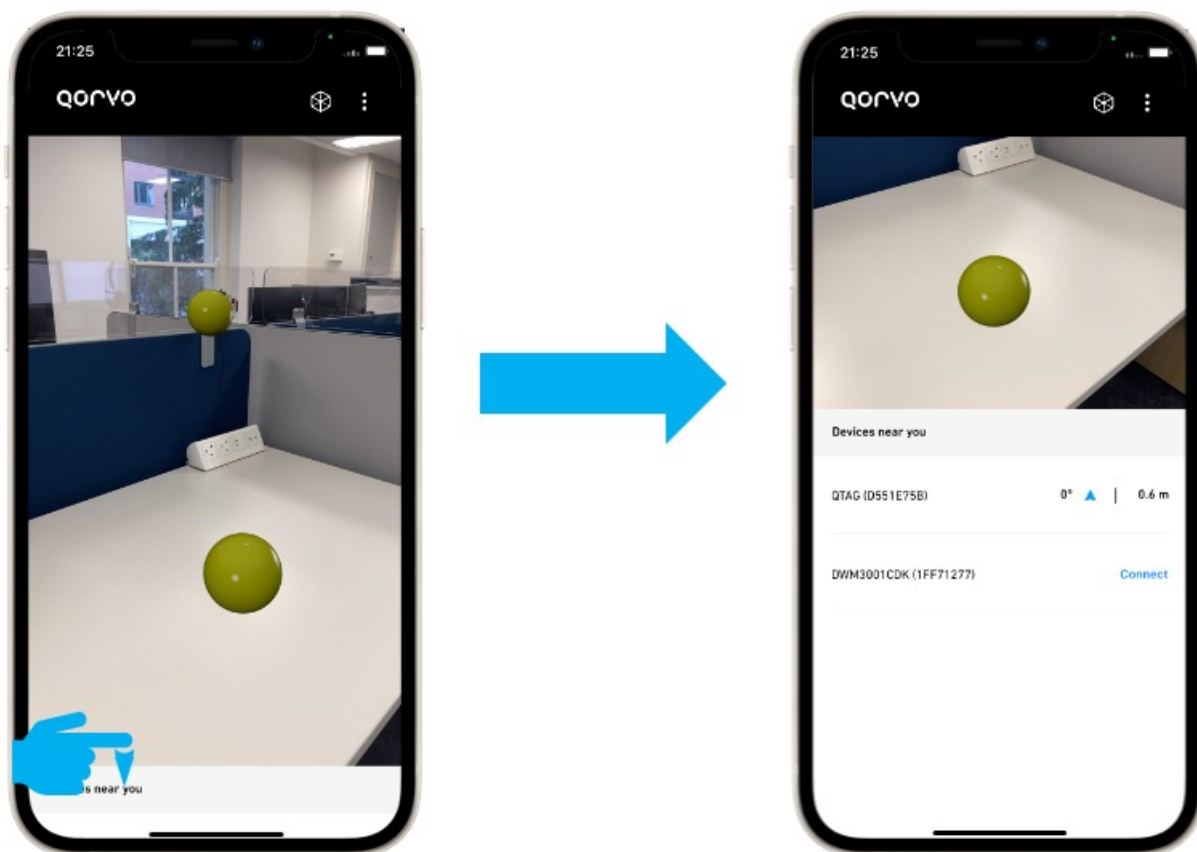 21:25
QORVO
s near you
21:25
QORVO
Devices near you
QTAG (D551E75B) 0° | 0.6 m
DWM3001CDK (1FF71277) Connect